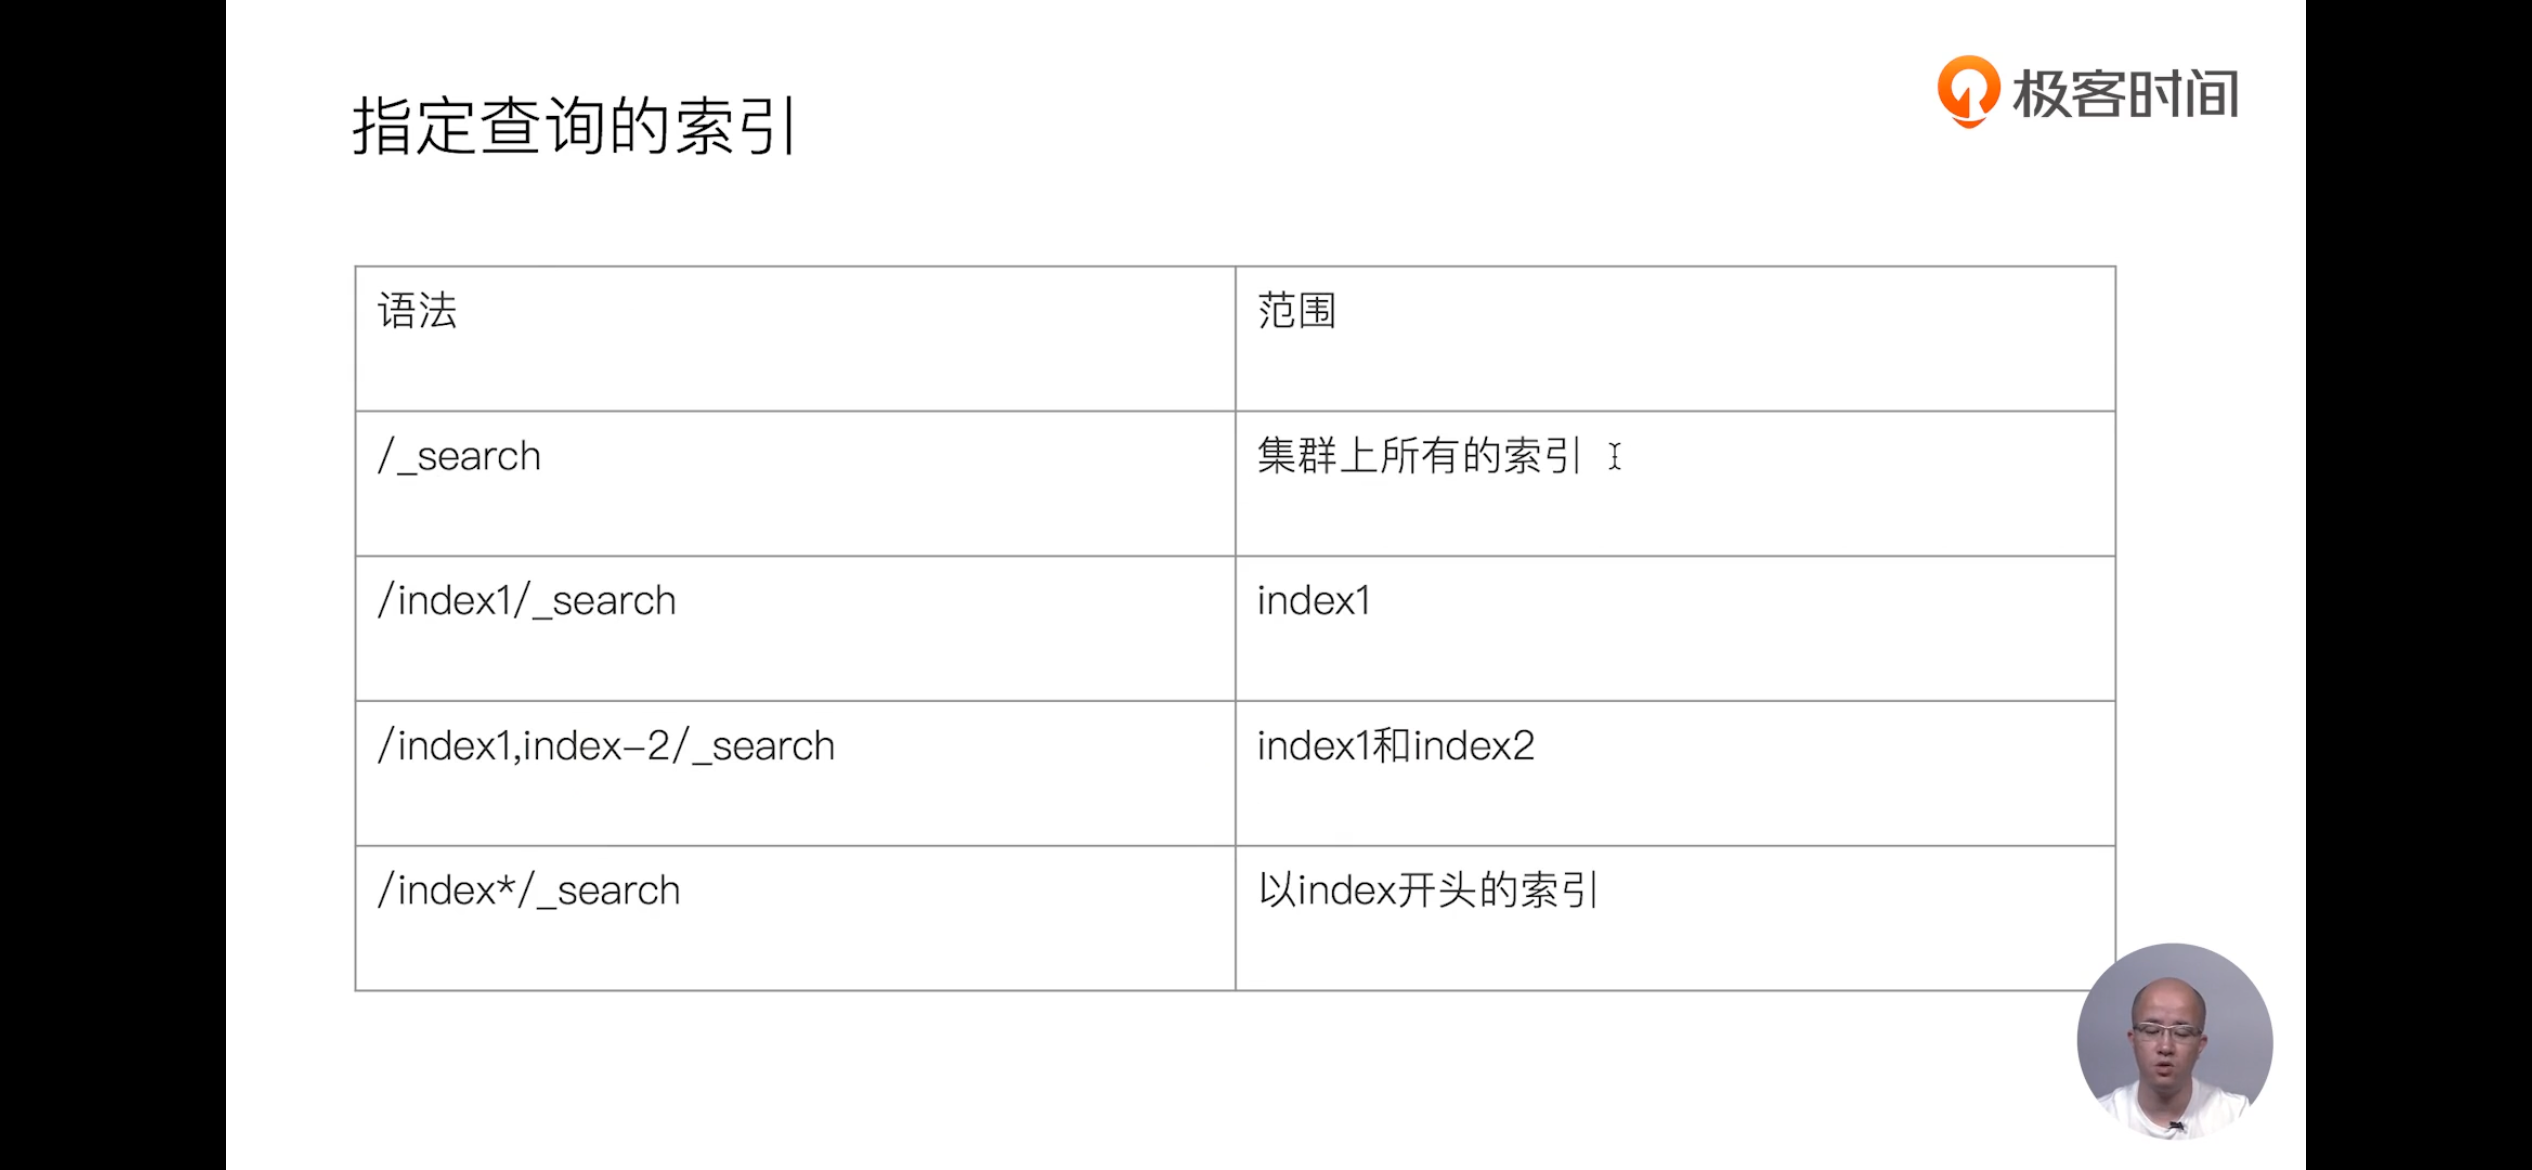 极客时间
指定查询的索引
语法 范围
/_search 集群上所有的索引
/index1/_search index1
/index1,index-2/_search index1和index2
/index*/_search 以index开头的索引